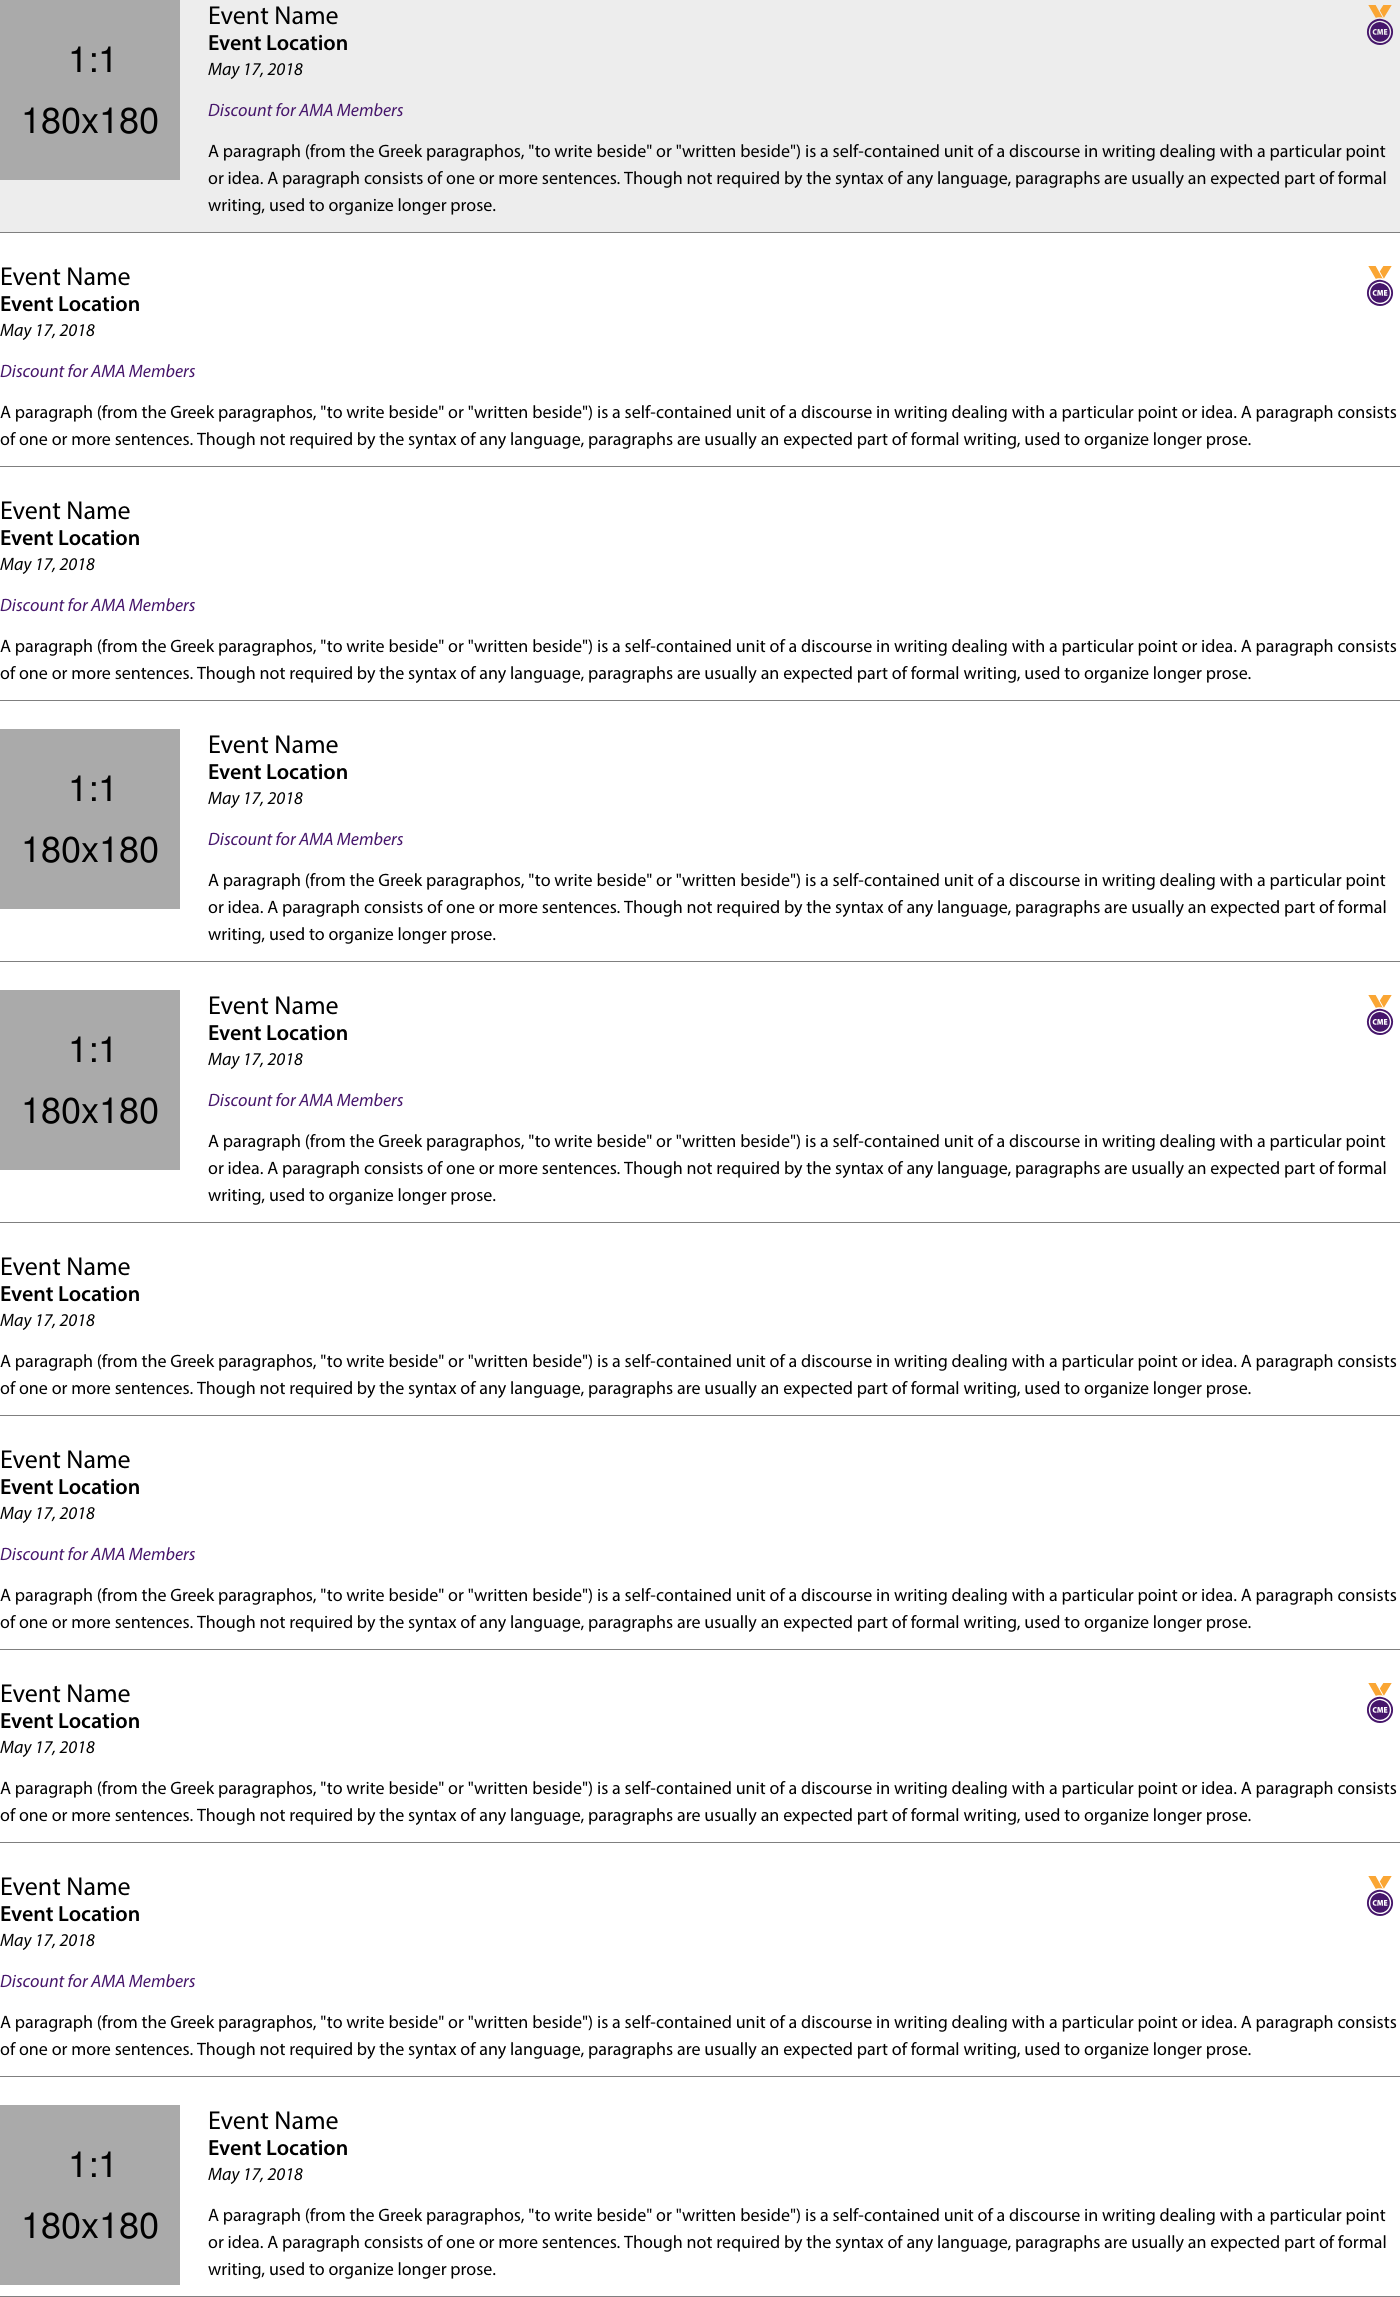 1:1
180x180
Event Name
CME
Event Location
May 17, 2018
Discount for AMA Members
A paragraph (from the Greek paragraphos, "to write beside" or "written beside") is a self-contained unit of a discourse in writing dealing with a particular point
or idea. A paragraph consists of one or more sentences. Though not required by the syntax of any language, paragraphs are usually an expected part of formal
writing, used to organize longer prose.
Event Name
CME
Event Location
May 17, 2018
Discount for AMA Members
A paragraph (from the Greek paragraphos, "to write beside" or "written beside") is a self-contained unit of a discourse in writing dealing with a particular point or idea. A paragraph consists
of one or more sentences. Though not required by the syntax of any language, paragraphs are usually an expected part of formal writing, used to organize longer prose.
Event Name
Event Location
May 17, 2018
Discount for AMA Members
A paragraph (from the Greek paragraphos, "to write beside" or "written beside") is a self-contained unit of a discourse in writing dealing with a particular point or idea. A paragraph consists
of one or more sentences. Though not required by the syntax of any language, paragraphs are usually an expected part of formal writing, used to organize longer prose.
1:1
180x180
Event Name
Event Location
May 17, 2018
Discount for AMA Members
A paragraph (from the Greek paragraphos, "to write beside" or "written beside") is a self-contained unit of a discourse in writing dealing with a particular point
or idea. A paragraph consists of one or more sentences. Though not required by the syntax of any language, paragraphs are usually an expected part of formal
writing, used to organize longer prose.
1:1
180x180
Event Name
CME
Event Location
May 17, 2018
Discount for AMA Members
A paragraph (from the Greek paragraphos, "to write beside" or "written beside") is a self-contained unit of a discourse in writing dealing with a particular point
or idea. A paragraph consists of one or more sentences. Though not required by the syntax of any language, paragraphs are usually an expected part of formal
writing, used to organize longer prose.
Event Name
Event Location
May 17, 2018
A paragraph (from the Greek paragraphos, "to write beside" or "written beside") is a self-contained unit of a discourse in writing dealing with a particular point or idea. A paragraph consists
of one or more sentences. Though not required by the syntax of any language, paragraphs are usually an expected part of formal writing, used to organize longer prose.
Event Name
Event Location
May 17, 2018
Discount for AMA Members
A paragraph (from the Greek paragraphos, "to write beside" or "written beside") is a self-contained unit of a discourse in writing dealing with a particular point or idea. A paragraph consists
of one or more sentences. Though not required by the syntax of any language, paragraphs are usually an expected part of formal writing, used to organize longer prose.
Event Name
CME
Event Location
May 17, 2018
A paragraph (from the Greek paragraphos, "to write beside" or "written beside") is a self-contained unit of a discourse in writing dealing with a particular point or idea. A paragraph consists
of one or more sentences. Though not required by the syntax of any language, paragraphs are usually an expected part of formal writing, used to organize longer prose.
Event Name
CME
Event Location
May 17, 2018
Discount for AMA Members
A paragraph (from the Greek paragraphos, "to write beside" or "written beside") is a self-contained unit of a discourse in writing dealing with a particular point or idea. A paragraph consists
of one or more sentences. Though not required by the syntax of any language, paragraphs are usually an expected part of formal writing, used to organize longer prose.
1:1
180x180
Event Name
Event Location
May 17, 2018
A paragraph (from the Greek paragraphos, "to write beside" or "written beside") is a self-contained unit of a discourse in writing dealing with a particular point
or idea. A paragraph consists of one or more sentences. Though not required by the syntax of any language, paragraphs are usually an expected part of formal
writing, used to organize longer prose.